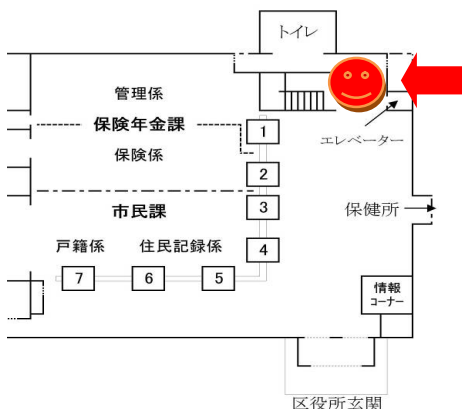 トイレ
管理係
1
保険年金課
エレベーター
保険係
2
市民課
3
保健所
戸籍係
住民記録係
4
7
6
5
情報
コーナー
区役所玄関